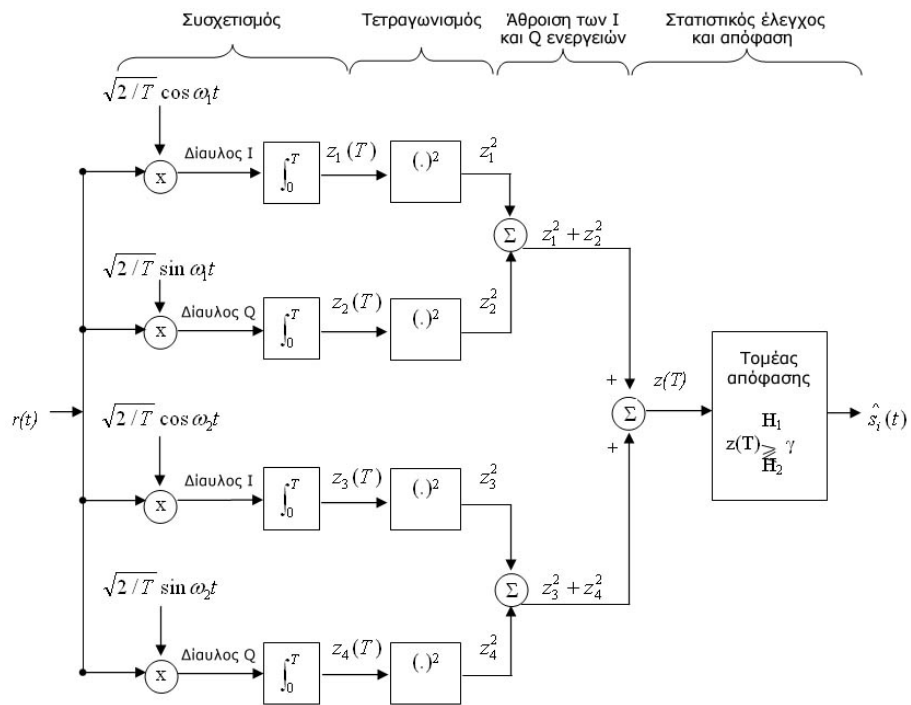 Συσχετισμός
Τετραγωνισμός
Άθροιση των Ι
και Q ενεργειών
Στατιστικός έλεγχος
και απόφαση
√2/T cos ω₁t
x
Δίαυλος Ι
∫₀ᵀ
z₁(T)
(.)²
z₁²
Σ
z₁² + z₂²
√2/T sin ω₁t
x
Δίαυλος Q
∫₀ᵀ
z₂(T)
(.)²
z₂²
r(t)
+
Σ
+
z(T)
Τομέας
απόφασης
H₁
z(T) ≷ γ
H₂
ŝᵢ(t)
√2/T cos ω₂t
x
Δίαυλος Ι
∫₀ᵀ
z₃(T)
(.)²
z₃²
Σ
z₃² + z₄²
√2/T sin ω₂t
x
Δίαυλος Q
∫₀ᵀ
z₄(T)
(.)²
z₄²